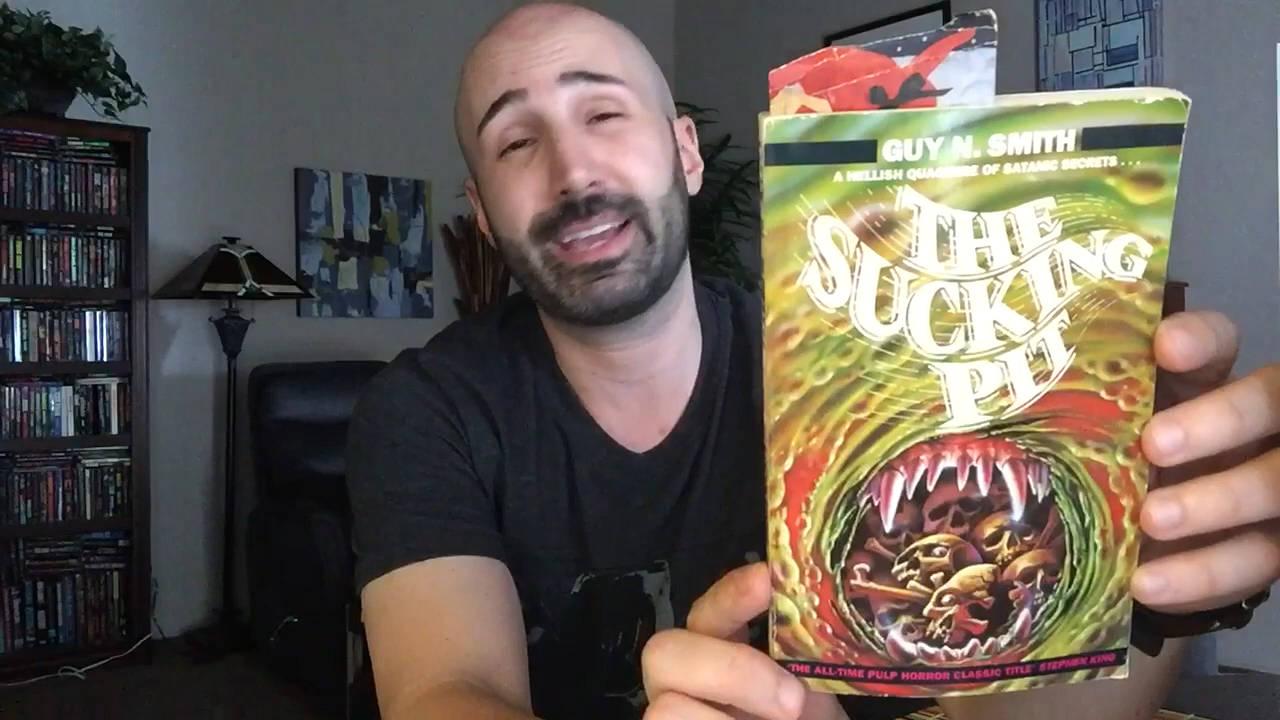 GUY N. SMITH
A HELLISH QUAGMIRE OF SATANIC SECRETS . . .
THE
SUCKING
PIT
'THE ALL-TIME PULP HORROR CLASSIC TITLE' STEPHEN KING